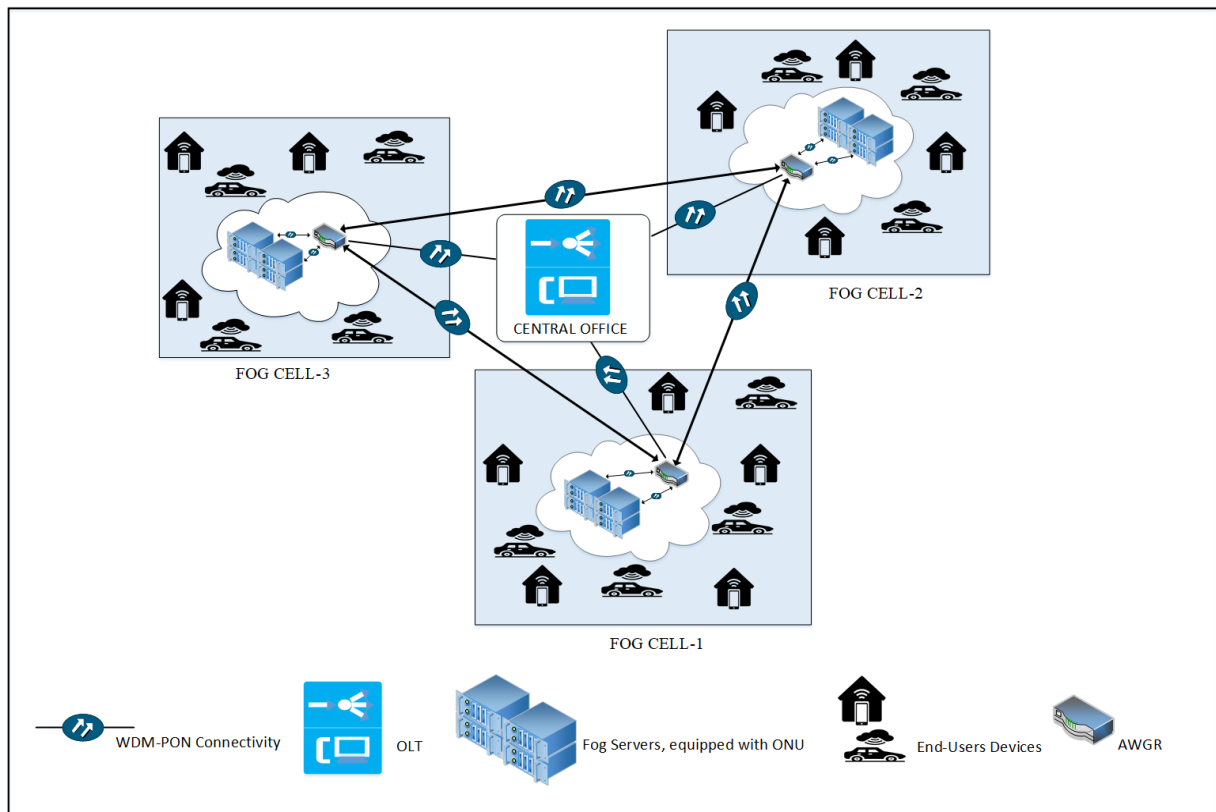 FOG CELL-2
CENTRAL OFFICE
FOG CELL-3
FOG CELL-1
WDM-PON Connectivity
OLT
Fog Servers, equipped with ONU
End-Users Devices
AWGR